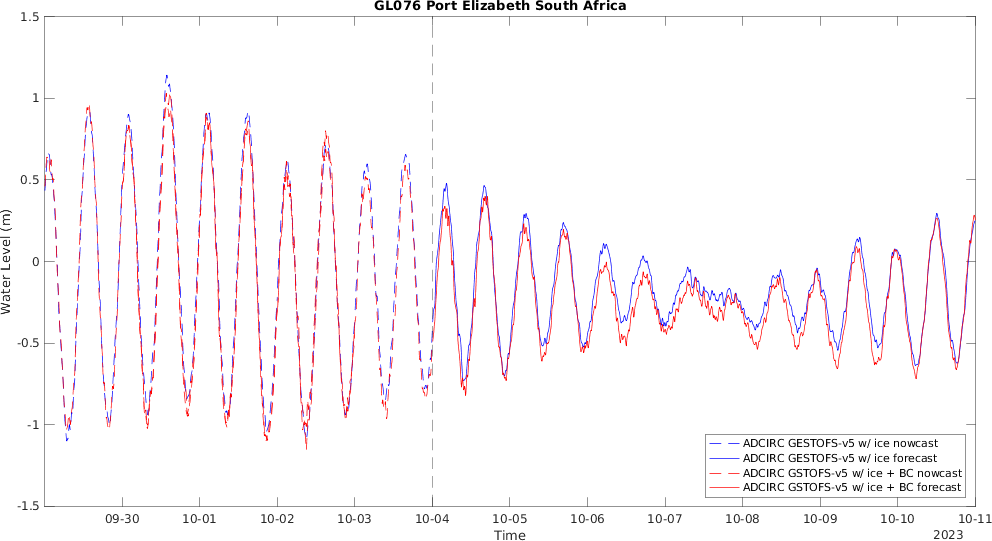 GL076 Port Elizabeth South Africa
1.5
1
0.5
0
-0.5
-1
-1.5
Water Level (m)
09-30 10-01 10-02 10-03 10-04 10-05 10-06 10-07 10-08 10-09 10-10 10-11
Time
2023
ADCIRC GESTOFS-v5 w/ ice nowcast
ADCIRC GESTOFS-v5 w/ ice forecast
ADCIRC GSTOFS-v5 w/ ice + BC nowcast
ADCIRC GSTOFS-v5 w/ ice + BC forecast